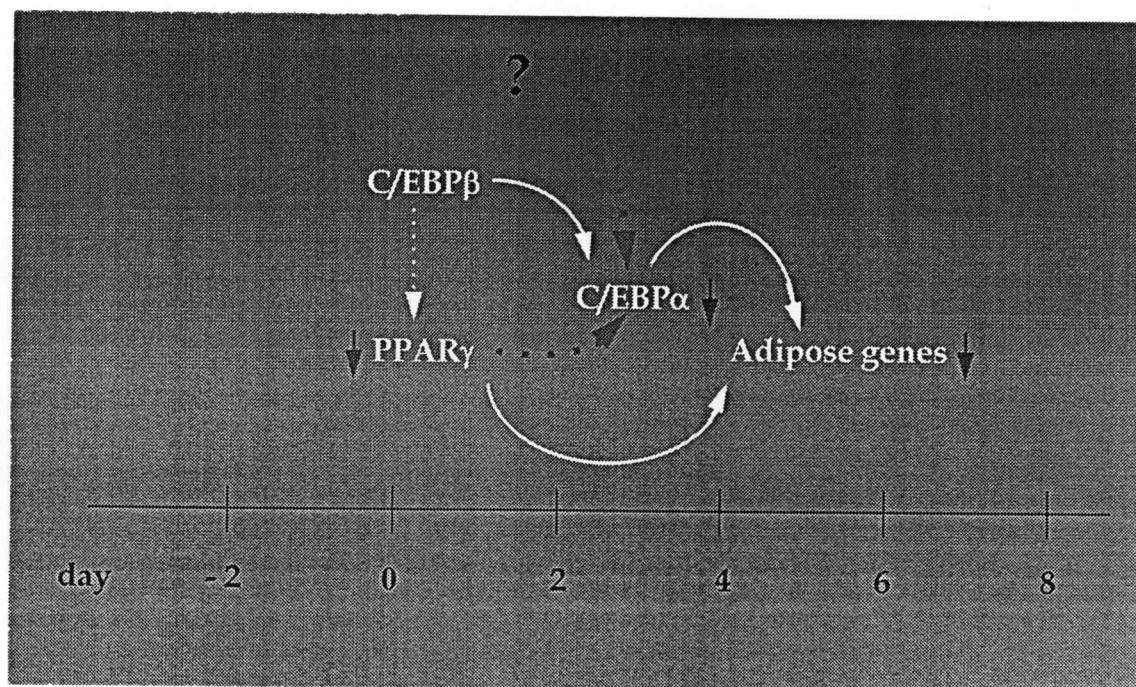 ?
C/EBPβ
C/EBPα
PPARγ
Adipose genes
day -2 0 2 4 6 8